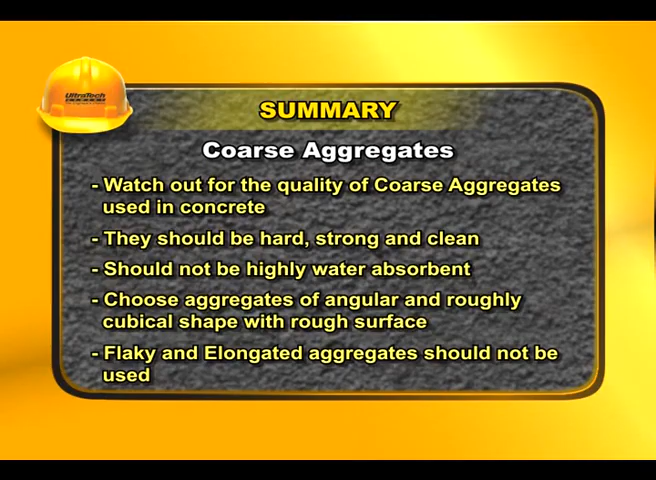 UltraTech
SUMMARY
Coarse Aggregates
- Watch out for the quality of Coarse Aggregates
used in concrete
- They should be hard, strong and clean
- Should not be highly water absorbent
- Choose aggregates of angular and roughly
cubical shape with rough surface
- Flaky and Elongated aggregates should not be
used